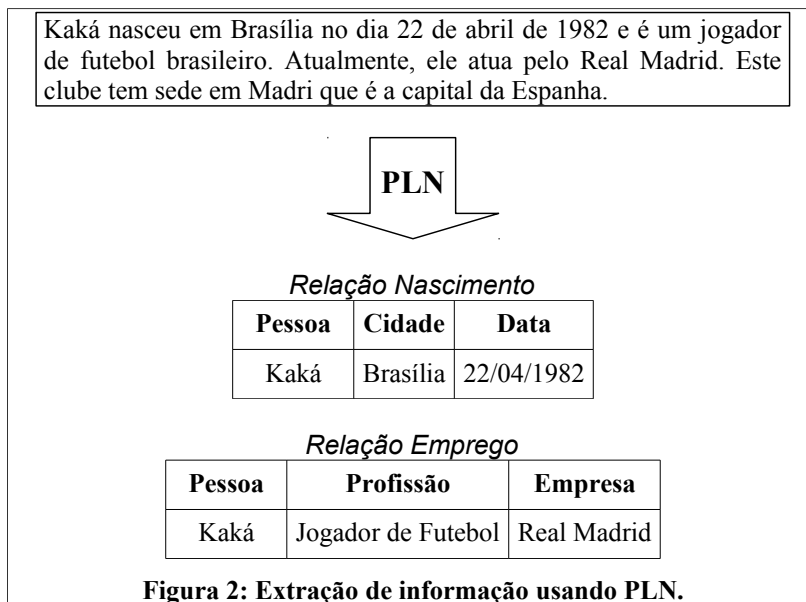 Kaká nasceu em Brasília no dia 22 de abril de 1982 e é um jogador
de futebol brasileiro. Atualmente, ele atua pelo Real Madrid. Este
clube tem sede em Madri que é a capital da Espanha.
PLN
Relação Nascimento
Pessoa Cidade Data
Kaká Brasília 22/04/1982
Relação Emprego
Pessoa Profissão Empresa
Kaká Jogador de Futebol Real Madrid
Figura 2: Extração de informação usando PLN.